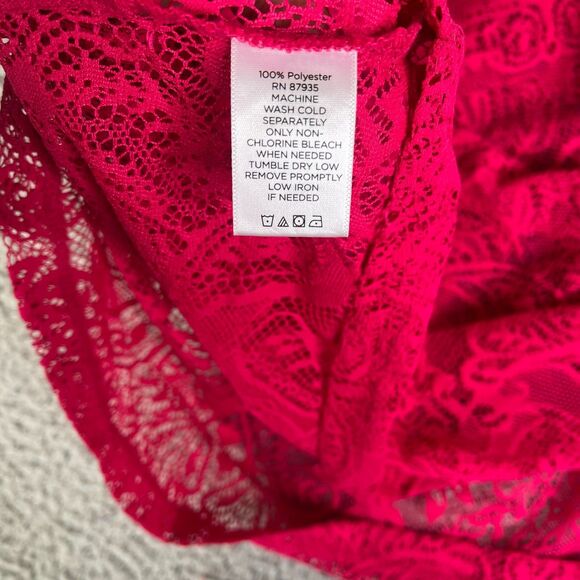 100% Polyester
RN 87935
MACHINE
WASH COLD
SEPARATELY
ONLY NON-
CHLORINE BLEACH
WHEN NEEDED
TUMBLE DRY LOW
REMOVE PROMPTLY
LOW IRON
IF NEEDED